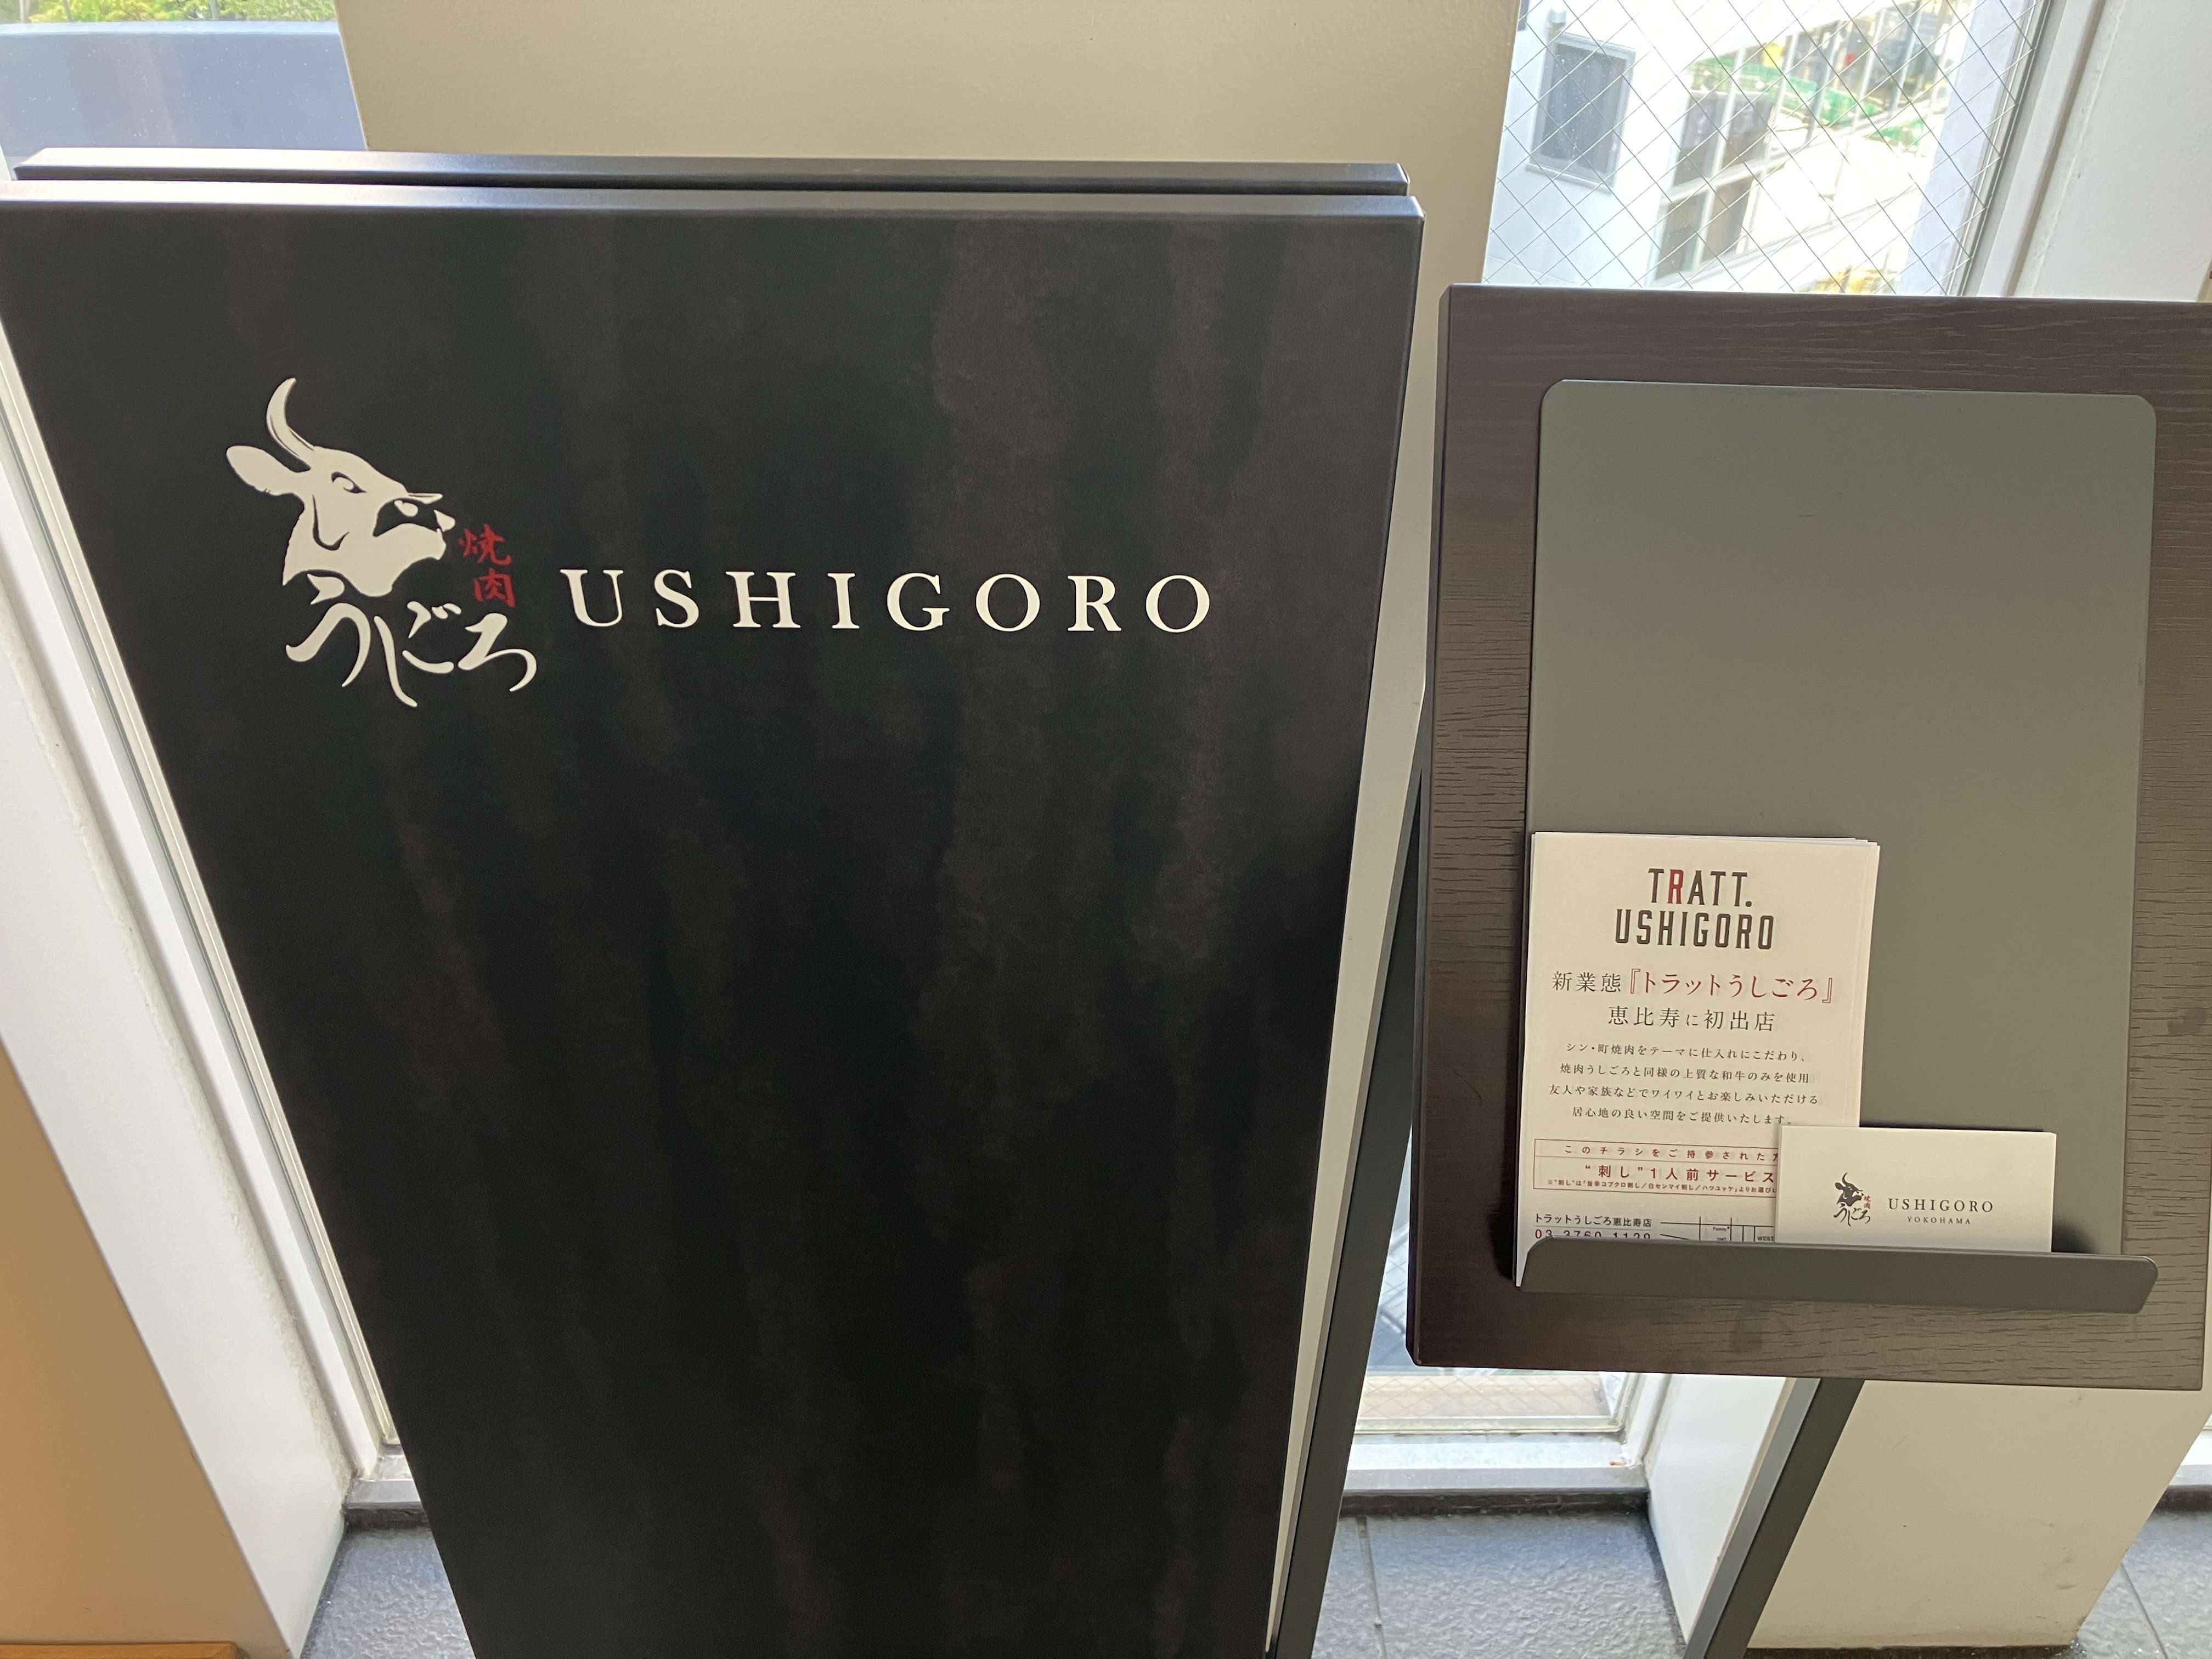 焼肉
うしごろ
USHIGORO
TRATT.
USHIGORO
新業態『トラットうしごろ』
恵比寿に初出店
シン・町焼肉をテーマに仕入れにこだわり、
焼肉うしごろと同様の上質な和牛のみを使用
友人や家族などでワイワイとお楽しみいただける
居心地の良い空間をご提供いたします。
このチラシをご持参された
“刺し”1人前サービス
トラットうしごろ恵比寿店
03 3760 1129
Family
WEST
焼肉
うしごろ
USHIGORO
YOKOHAMA